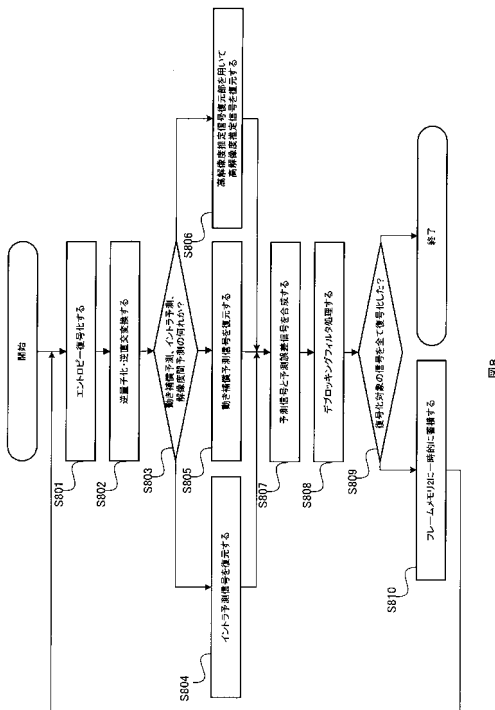 開始
エントロピー復号化する
S801
逆量子化・逆直交変換する
S802
動き補償予測、イントラ予測、
解像度間予測の何れか?
S803
イントラ予測信号を復元する
S804
動き補償予測信号を復元する
S805
高解像度推定信号復元部を用いて
高解像度推定信号を復元する
S806
予測信号と予測誤差信号を合成する
S807
デブロッキングフィルタ処理する
S808
復号化対象の信号を全て復号化した?
S809
フレームメモリ2に一時的に蓄積する
S810
終了
図8